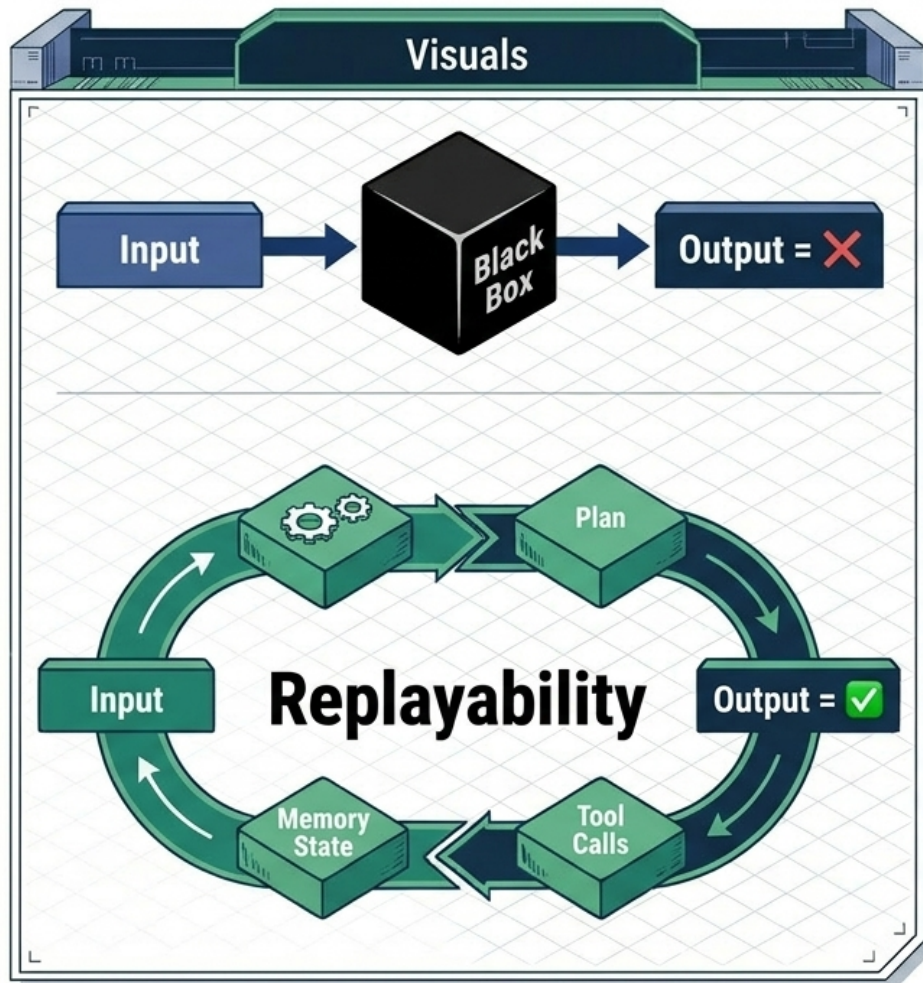 Visuals
Input
Black
Box
Output = ❌
Plan
Input
Replayability
Output = ✅
Memory
State
Tool
Calls